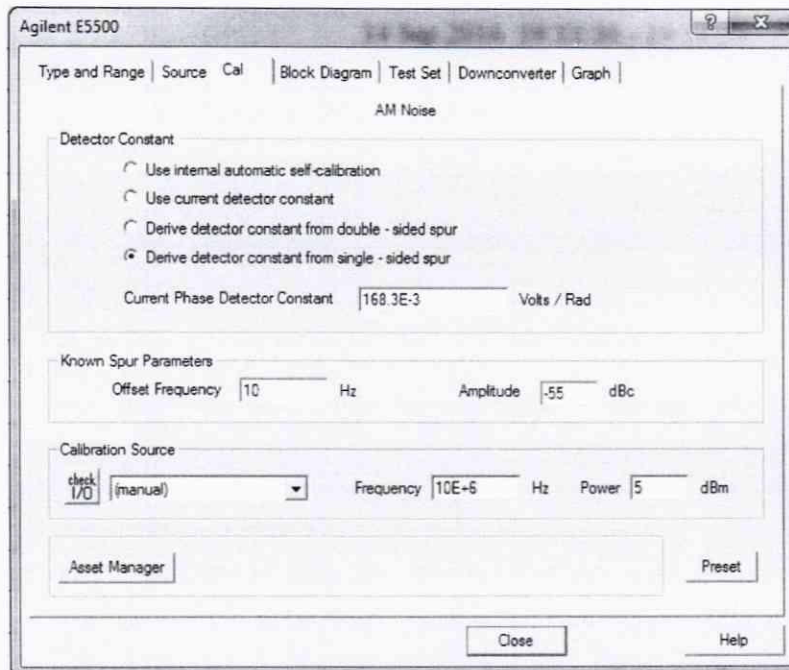 Agilent E5500
Type and Range | Source Cal | Block Diagram | Test Set | Downconverter | Graph |
AM Noise
Detector Constant
Use internal automatic self-calibration
Use current detector constant
Derive detector constant from double - sided spur
Derive detector constant from single - sided spur
Current Phase Detector Constant 168.3E-3 Volts / Rad
Known Spur Parameters
Offset Frequency 10 Hz Amplitude -55 dBc
Calibration Source
check I/O (manual) Frequency 10E+6 Hz Power 5 dBm
Asset Manager Preset
Close Help